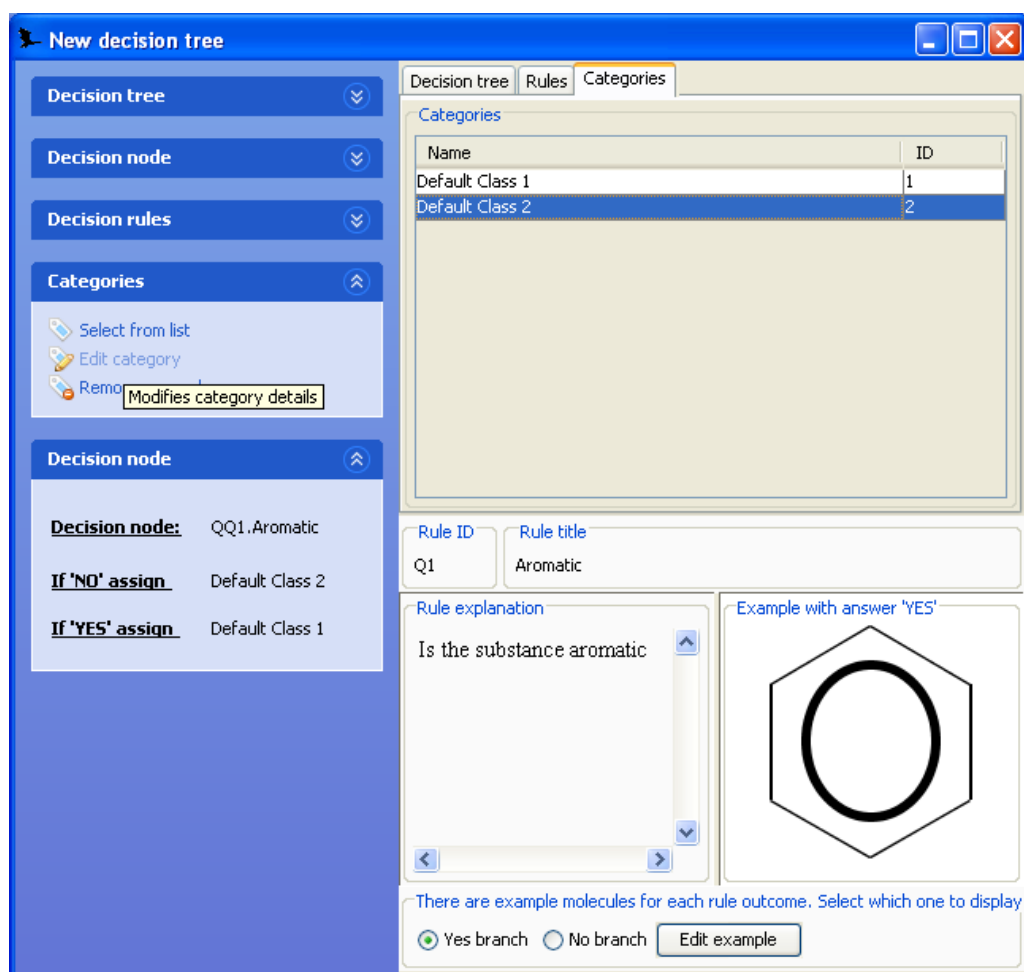 New decision tree
Decision tree
Decision node
Decision rules
Categories
Select from list
Edit category
Remo
Modifies category details
Decision node
Decision node: QQ1.Aromatic
If 'NO' assign Default Class 2
If 'YES' assign Default Class 1
Decision tree Rules Categories
Categories
Name ID
Default Class 1 1
Default Class 2 2
Rule ID Rule title
Q1 Aromatic
Rule explanation Example with answer 'YES'
Is the substance aromatic
There are example molecules for each rule outcome. Select which one to display
Yes branch No branch Edit example